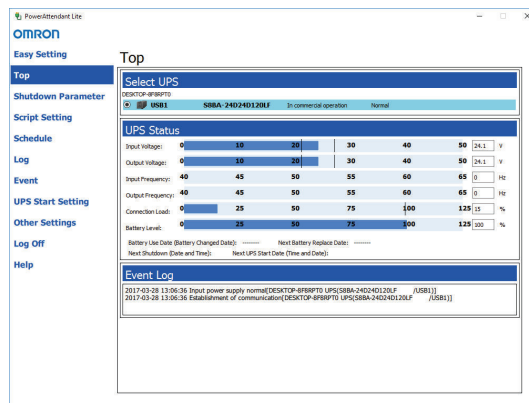 PowerAttendant Lite
OMRON
Easy Setting
Top
Shutdown Parameter
Script Setting
Schedule
Log
Event
UPS Start Setting
Other Settings
Log Off
Help
Top
Select UPS
DESKTOP-8F8RPT0
USB1 S8BA-24D24D120LF In commercial operation Normal
UPS Status
Input Voltage: 0 10 20 30 40 50 24.1 V
Output Voltage: 0 10 20 30 40 50 24.1 V
Input Frequency: 40 45 50 55 60 65 0 Hz
Output Frequency: 40 45 50 55 60 65 0 Hz
Connection Load: 0 25 50 75 100 125 15 %
Battery Level: 0 25 50 75 100 125 100 %
Battery Use Date (Battery Changed Date): -------- Next Battery Replace Date: --------
Next Shutdown (Date and Time): Next UPS Start Date (Time and Date):
Event Log
2017-03-28 13:06:36 Input power supply normal[DESKTOP-8F8RPT0 UPS(S8BA-24D24D120LF /USB1)]
2017-03-28 13:06:36 Establishment of communication[DESKTOP-8F8RPT0 UPS(S8BA-24D24D120LF /USB1)]